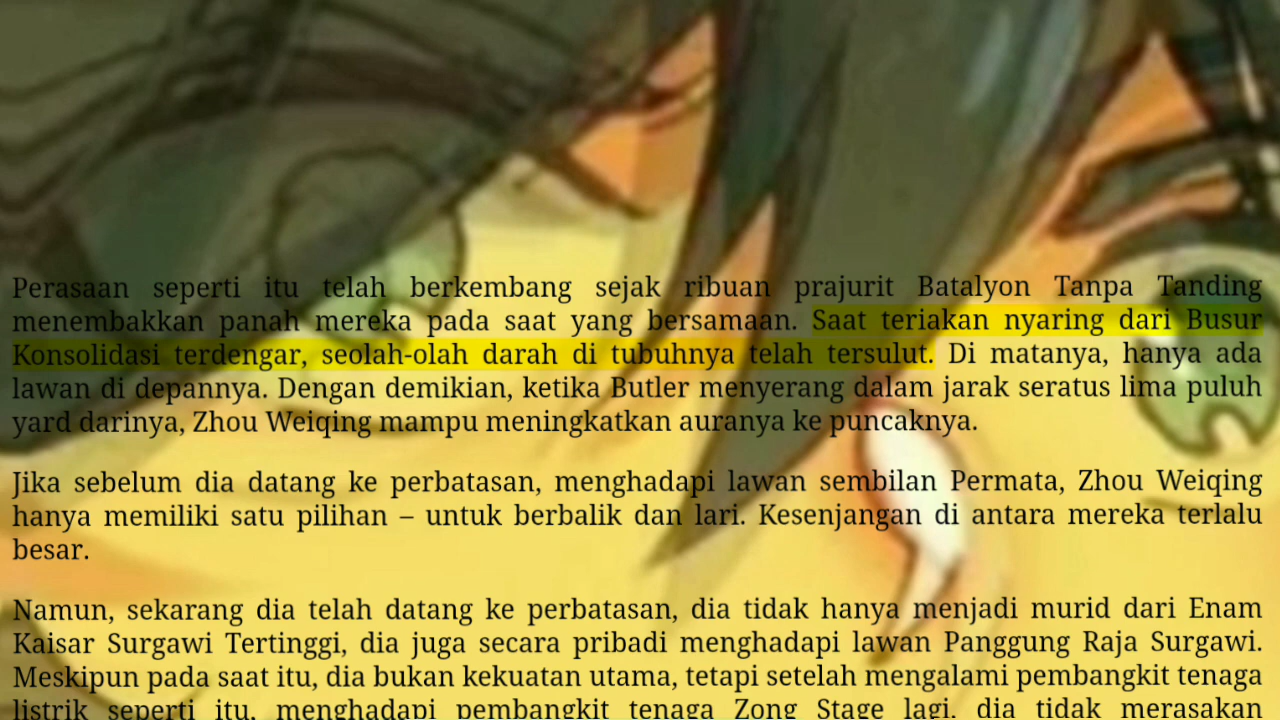 Perasaan seperti itu telah berkembang sejak ribuan prajurit Batalyon Tanpa Tanding
menembakkan panah mereka pada saat yang bersamaan. Saat teriakan nyaring dari Busur
Konsolidasi terdengar, seolah-olah darah di tubuhnya telah tersulut. Di matanya, hanya ada
lawan di depannya. Dengan demikian, ketika Butler menyerang dalam jarak seratus lima puluh
yard darinya, Zhou Weiqing mampu meningkatkan auranya ke puncaknya.
Jika sebelum dia datang ke perbatasan, menghadapi lawan sembilan Permata, Zhou Weiqing
hanya memiliki satu pilihan – untuk berbalik dan lari. Kesenjangan di antara mereka terlalu
besar.
Namun, sekarang dia telah datang ke perbatasan, dia tidak hanya menjadi murid dari Enam
Kaisar Surgawi Tertinggi, dia juga secara pribadi menghadapi lawan Panggung Raja Surgawi.
Meskipun pada saat itu, dia bukan kekuatan utama, tetapi setelah mengalami pembangkit tenaga
listrik seperti itu, menghadapi pembangkit tenaga Zong Stage lagi, dia tidak merasakan